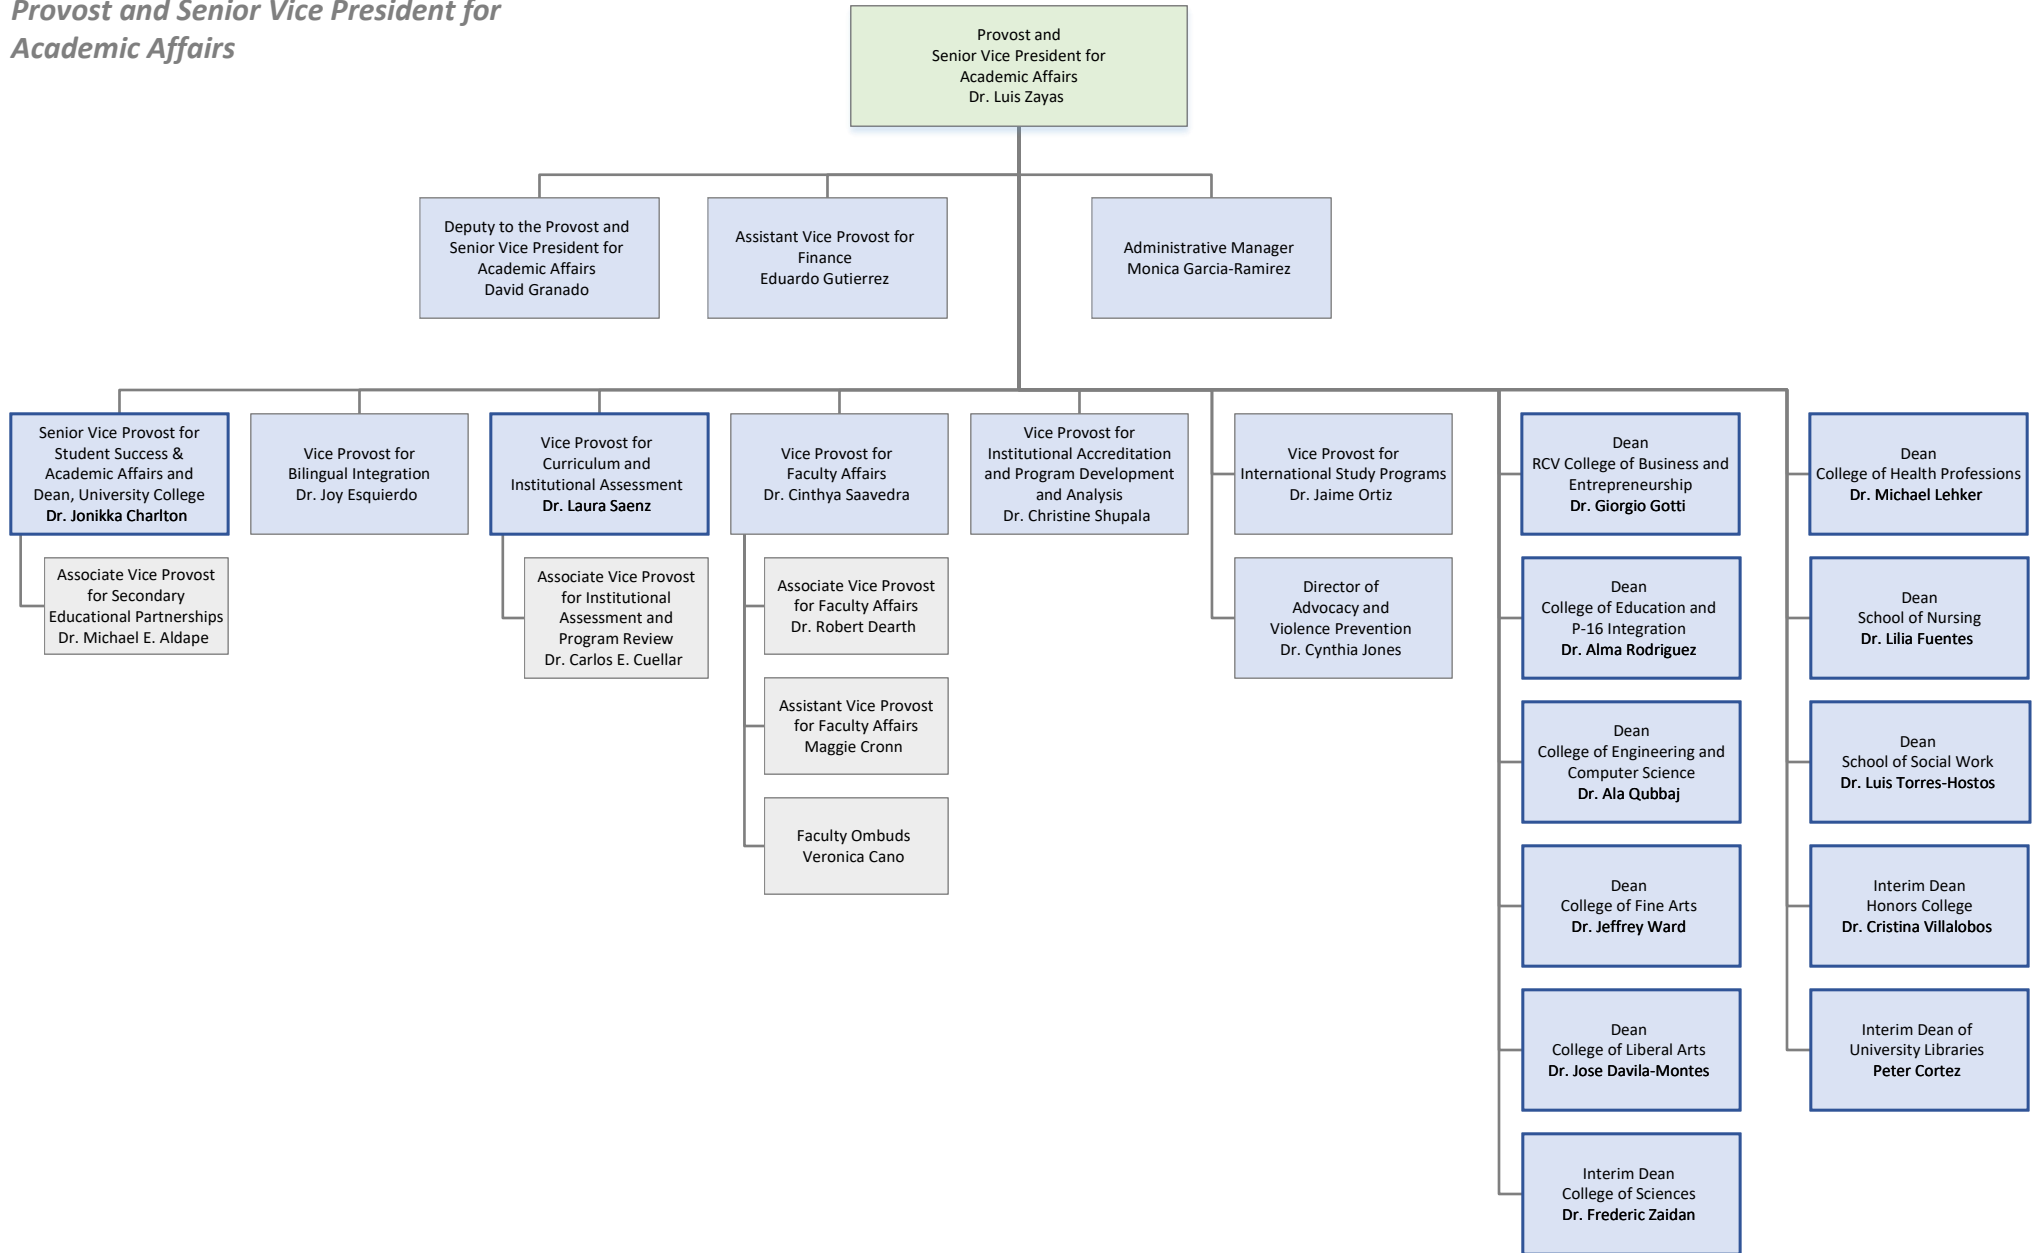 Provost and Senior Vice President for
Academic Affairs
Provost and
Senior Vice President for
Academic Affairs
Dr. Luis Zayas
Deputy to the Provost and
Senior Vice President for
Academic Affairs
David Granado
Assistant Vice Provost for
Finance
Eduardo Gutierrez
Administrative Manager
Monica Garcia-Ramirez
Senior Vice Provost for
Student Success &
Academic Affairs and
Dean, University College
Dr. Jonikka Charlton
Vice Provost for
Bilingual Integration
Dr. Joy Esquierdo
Vice Provost for
Curriculum and
Institutional Assessment
Dr. Laura Saenz
Vice Provost for
Faculty Affairs
Dr. Cinthya Saavedra
Vice Provost for
Institutional Accreditation
and Program Development
and Analysis
Dr. Christine Shupala
Vice Provost for
International Study Programs
Dr. Jaime Ortiz
Dean
RCV College of Business and
Entrepreneurship
Dr. Giorgio Gotti
Dean
College of Health Professions
Dr. Michael Lehker
Associate Vice Provost
for Secondary
Educational Partnerships
Dr. Michael E. Aldape
Associate Vice Provost
for Institutional
Assessment and
Program Review
Dr. Carlos E. Cuellar
Associate Vice Provost
for Faculty Affairs
Dr. Robert Dearth
Director of
Advocacy and
Violence Prevention
Dr. Cynthia Jones
Dean
College of Education and
P-16 Integration
Dr. Alma Rodriguez
Dean
School of Nursing
Dr. Lilia Fuentes
Assistant Vice Provost
for Faculty Affairs
Maggie Cronn
Dean
College of Engineering and
Computer Science
Dr. Ala Qubbaj
Dean
School of Social Work
Dr. Luis Torres-Hostos
Faculty Ombuds
Veronica Cano
Dean
College of Fine Arts
Dr. Jeffrey Ward
Interim Dean
Honors College
Dr. Cristina Villalobos
Dean
College of Liberal Arts
Dr. Jose Davila-Montes
Interim Dean of
University Libraries
Peter Cortez
Interim Dean
College of Sciences
Dr. Frederic Zaidan